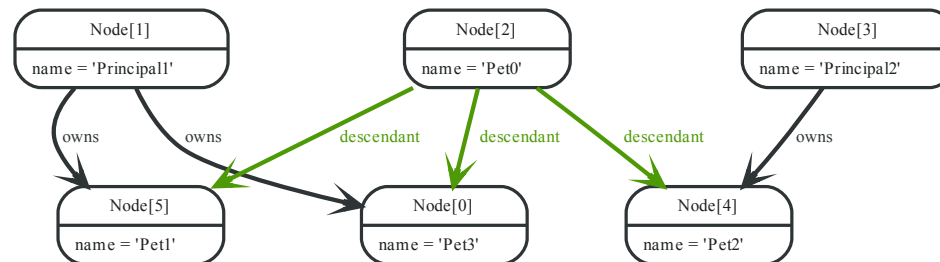 Node[1]
name = 'Principal1'
Node[2]
name = 'Pet0'
Node[3]
name = 'Principal2'
owns
owns
descendant
descendant
descendant
owns
Node[5]
name = 'Pet1'
Node[0]
name = 'Pet3'
Node[4]
name = 'Pet2'